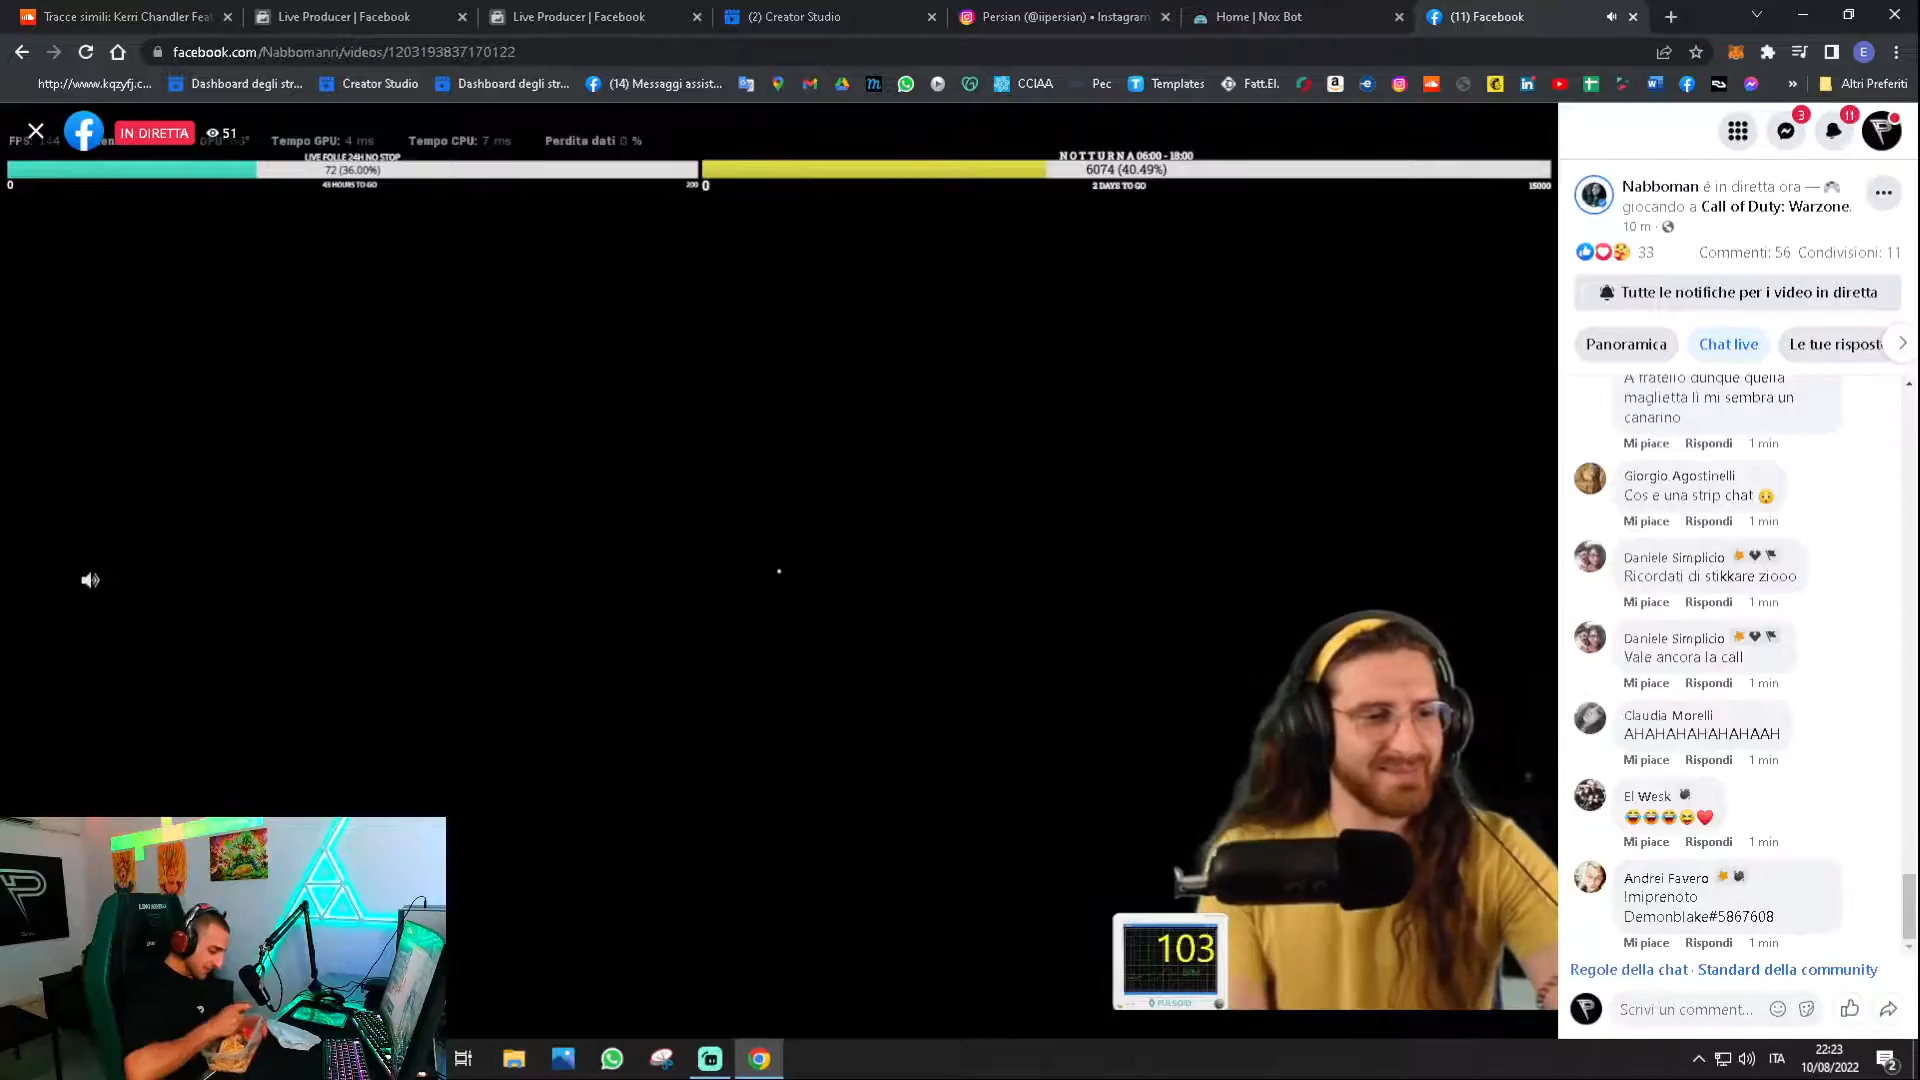 Tracce simili: Kerri Chandler Feat
Live Producer | Facebook
Live Producer | Facebook
(2) Creator Studio
Persian (@iipersian) • Instagram
Home | Nox Bot
(11) Facebook
facebook.com/Nabbomann/videos/1203193837170122
E
http://www.kqzyfj.c...
Dashboard degli str...
Creator Studio
Dashboard degli str...
(14) Messaggi assist...
CCIAA
Pec
Templates
Fatt.El.
Altri Preferiti
IN DIRETTA
51
FPS:
Tempo GPU: 4 ms
Tempo CPU: 7 ms
Perdita dati 0 %
LIVE FOLLE 24H NO STOP
72 (36.00%)
0
43 HOURS TO GO
200
NOTTURNA 06:00 - 18:00
6074 (40.49%)
0
2 DAYS TO GO
15000
3
11
Nabboman è in diretta ora —
giocando a Call of Duty: Warzone.
10 m ·
33
Commenti: 56 Condivisioni: 11
Tutte le notifiche per i video in diretta
Panoramica
Chat live
Le tue rispost
A fratello dunque quella
maglietta lì mi sembra un
canarino
Mi piace Rispondi 1 min
Giorgio Agostinelli
Cos e una strip chat 😯
Mi piace Rispondi 1 min
Daniele Simplicio
Ricordati di stikkare ziooo
Mi piace Rispondi 1 min
Daniele Simplicio
Vale ancora la call
Mi piace Rispondi 1 min
Claudia Morelli
AHAHAHAHAHAHAAH
Mi piace Rispondi 1 min
El Wesk
😂😂😂😝❤️
Mi piace Rispondi 1 min
Andrei Favero
!miprenoto
Demonblake#5867608
Mi piace Rispondi 1 min
Regole della chat · Standard della community
Scrivi un comment...
103
PULSOID
ITA
22:23
10/08/2022
2